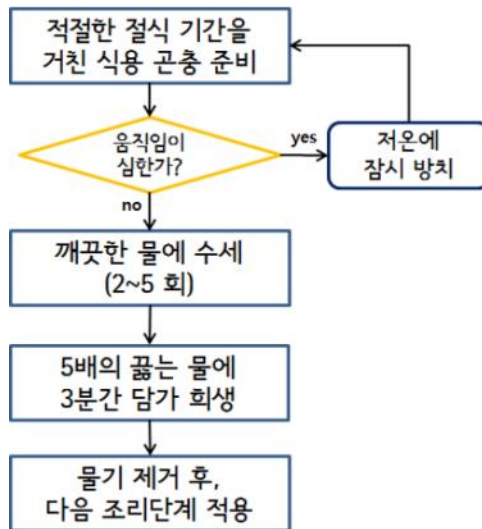 적절한 절식 기간을
거친 식용 곤충 준비
움직임이
심한가?
yes
저온에
잠시 방치
no
깨끗한 물에 수세
(2~5 회)
5배의 끓는 물에
3분간 담가 희생
물기 제거 후,
다음 조리단계 적용